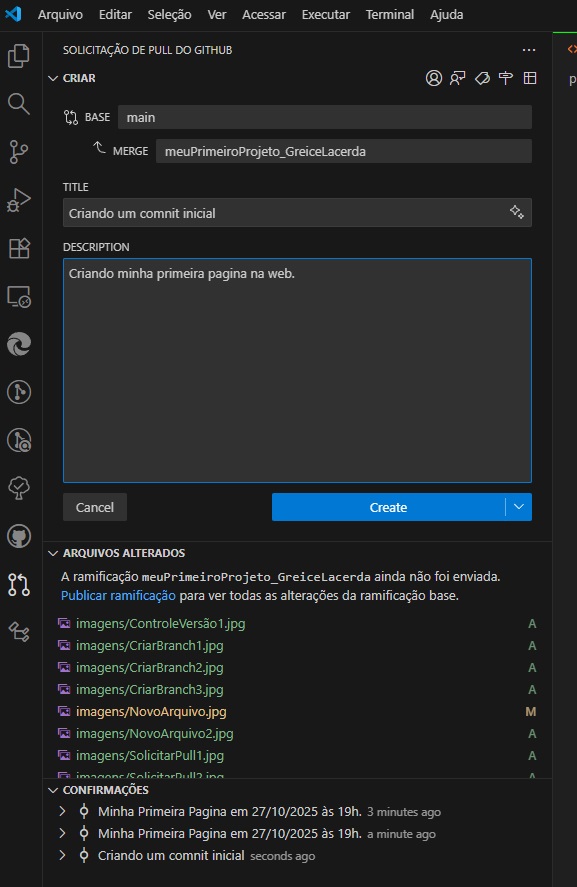 Arquivo Editar Seleção Ver Acessar Executar Terminal Ajuda
SOLICITAÇÃO DE PULL DO GITHUB
CRIAR
BASE main
MERGE meuPrimeiroProjeto_GreiceLacerda
TITLE
Criando um comnit inicial
DESCRIPTION
Criando minha primeira pagina na web.
Cancel Create
ARQUIVOS ALTERADOS
A ramificação meuPrimeiroProjeto_GreiceLacerda ainda não foi enviada.
Publicar ramificação para ver todas as alterações da ramificação base.
imagens/ControleVersão1.jpg A
imagens/CriarBranch1.jpg A
imagens/CriarBranch2.jpg A
imagens/CriarBranch3.jpg A
imagens/NovoArquivo.jpg M
imagens/NovoArquivo2.jpg A
imagens/SolicitarPull1.jpg A
imagens/SolicitarPull2.jpg A
CONFIRMAÇÕES
Minha Primeira Pagina em 27/10/2025 às 19h. 3 minutes ago
Minha Primeira Pagina em 27/10/2025 às 19h. a minute ago
Criando um comnit inicial seconds ago